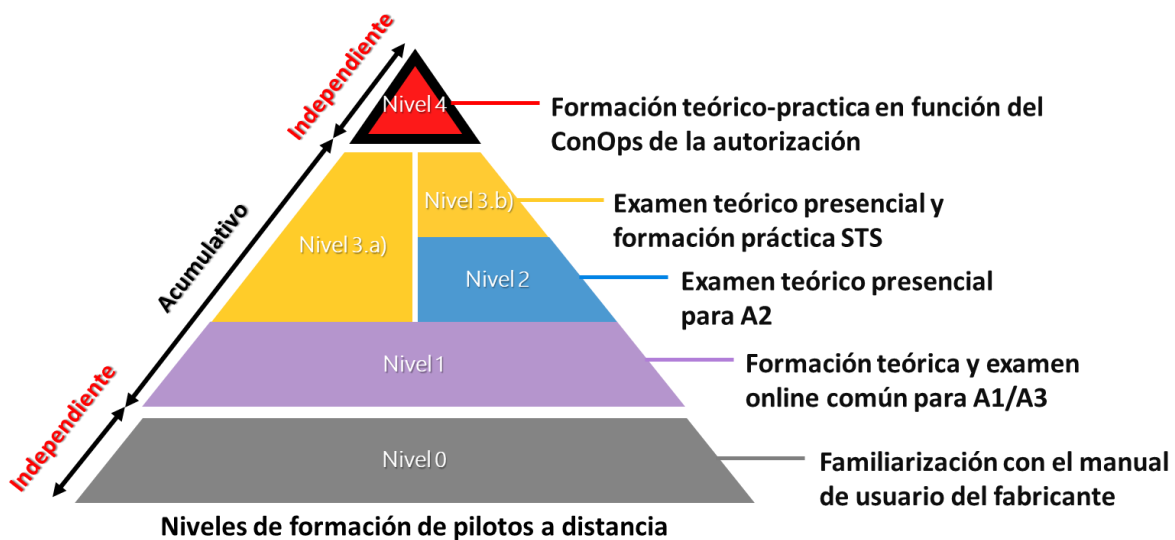 Independiente
Nivel 4
Formación teórico-practica en función del
ConOps de la autorización
Acumulativo
Nivel 3.a)
Nivel 3.b)
Examen teórico presencial y
formación práctica STS
Nivel 2
Examen teórico presencial
para A2
Nivel 1
Formación teórica y examen
online común para A1/A3
Independiente
Nivel 0
Familiarización con el manual
de usuario del fabricante
Niveles de formación de pilotos a distancia